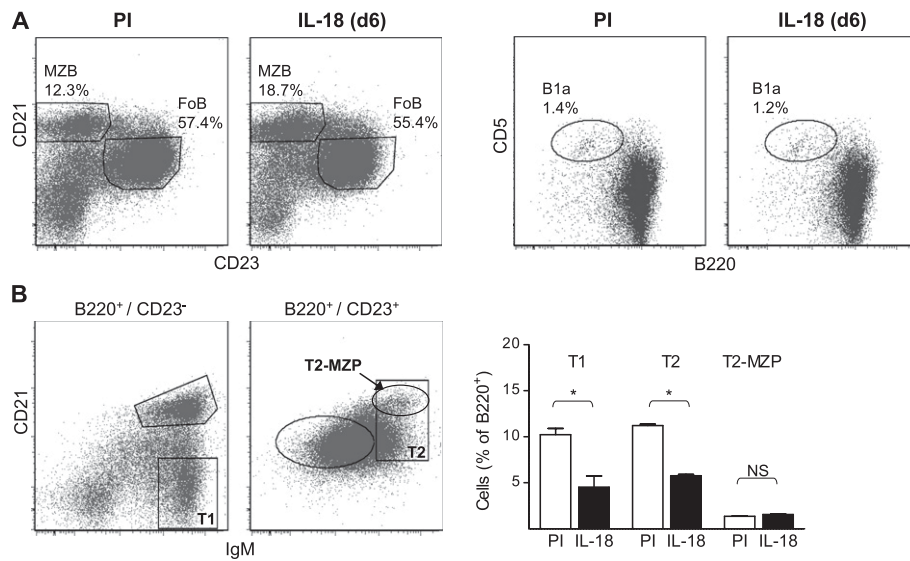 A
PI
IL-18 (d6)
PI
IL-18 (d6)
MZB
12.3%
FoB
57.4%
MZB
18.7%
FoB
55.4%
B1a
1.4%
B1a
1.2%
CD21
CD23
CD5
B220
B
B220⁺ / CD23⁻
B220⁺ / CD23⁺
T2-MZP
T2
T1
CD21
IgM
Cells (% of B220⁺)
20
15
10
5
T1
T2
T2-MZP
*
*
NS
PI IL-18
PI IL-18
PI IL-18